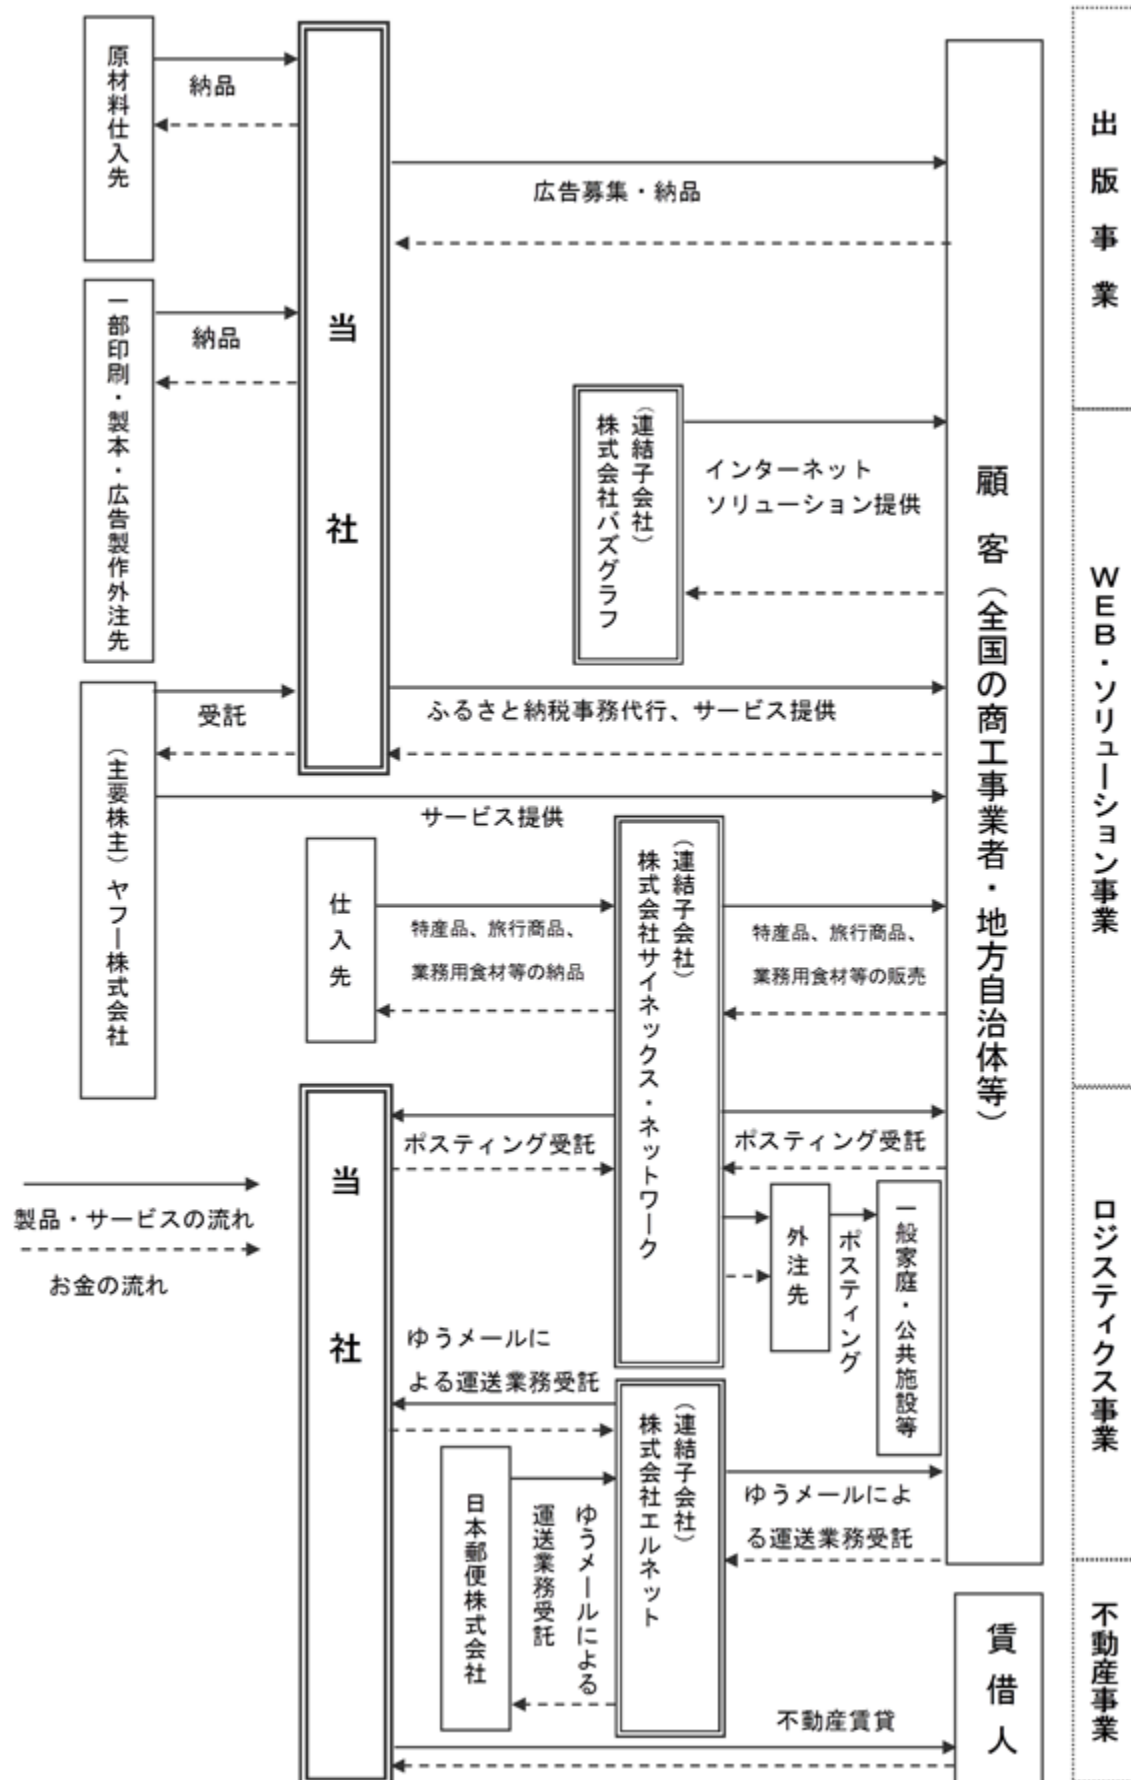 原材料仕入先
納品
当社
広告募集・納品
出版事業
一部印刷・製本・広告製作外注先
納品
(連結子会社)
株式会社バズグラフ
インターネット
ソリューション提供
顧客(全国の商工事業者・地方自治体等)
WEB・ソリューション事業
(主要株主)ヤフー株式会社
受託
ふるさと納税事務代行、サービス提供
サービス提供
仕入先
特産品、旅行商品、
業務用食材等の納品
(連結子会社)
株式会社サイネックス・ネットワーク
特産品、旅行商品、
業務用食材等の販売
当社
ポスティング受託
ポスティング受託
外注先
ポスティング
一般家庭・公共施設等
ロジスティクス事業
製品・サービスの流れ
お金の流れ
ゆうメールに
よる運送業務受託
(連結子会社)
株式会社エルネット
日本郵便株式会社
ゆうメールによる
運送業務受託
ゆうメールによ
る運送業務受託
不動産賃貸
賃借人
不動産事業